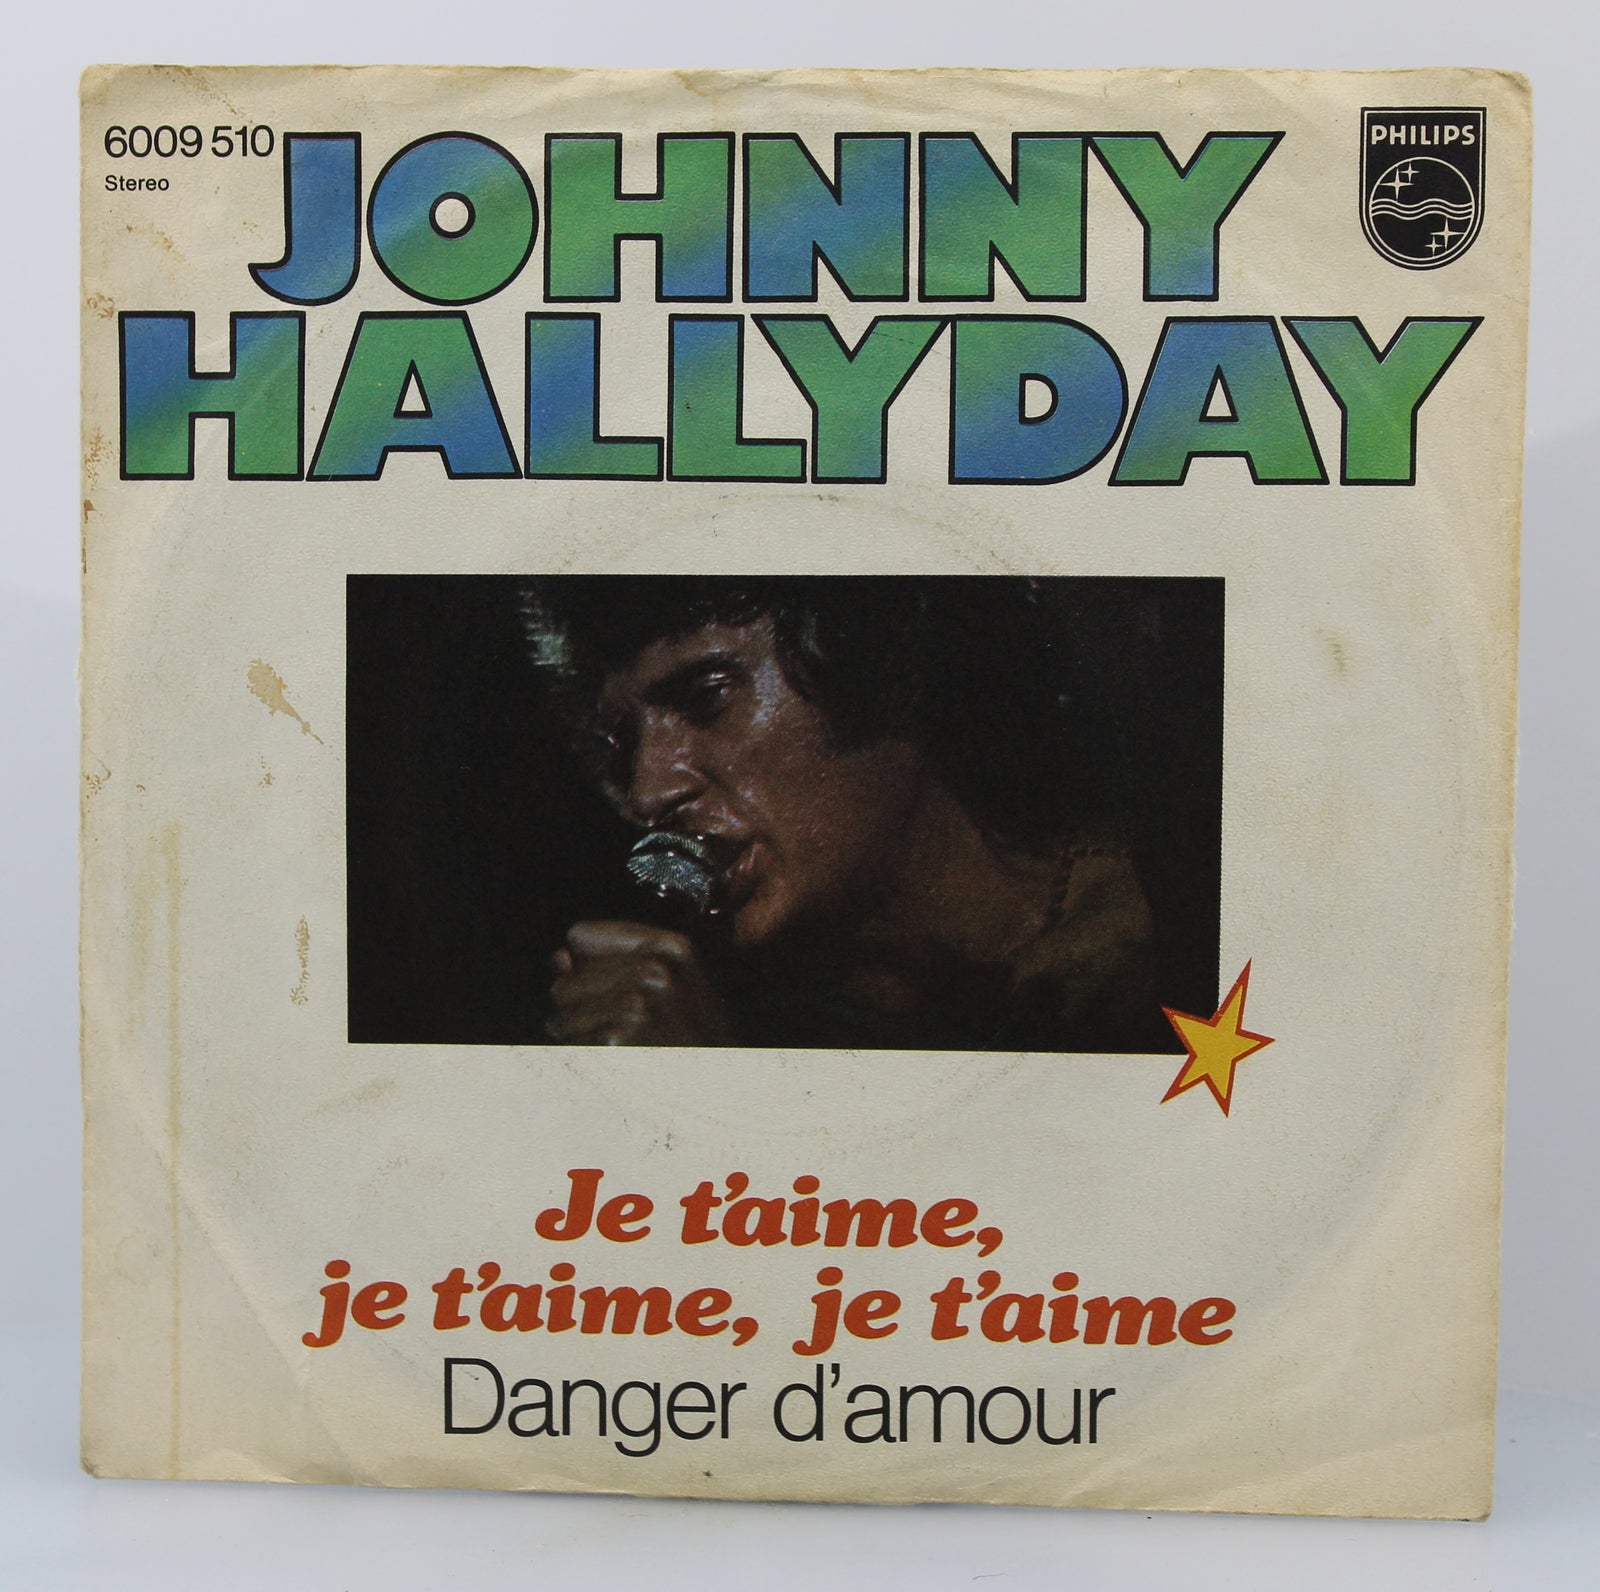 6009 510
Stereo
JOHNNY
HALLYDAY
PHILIPS
Je t'aime,
je t'aime, je t'aime
Danger d'amour